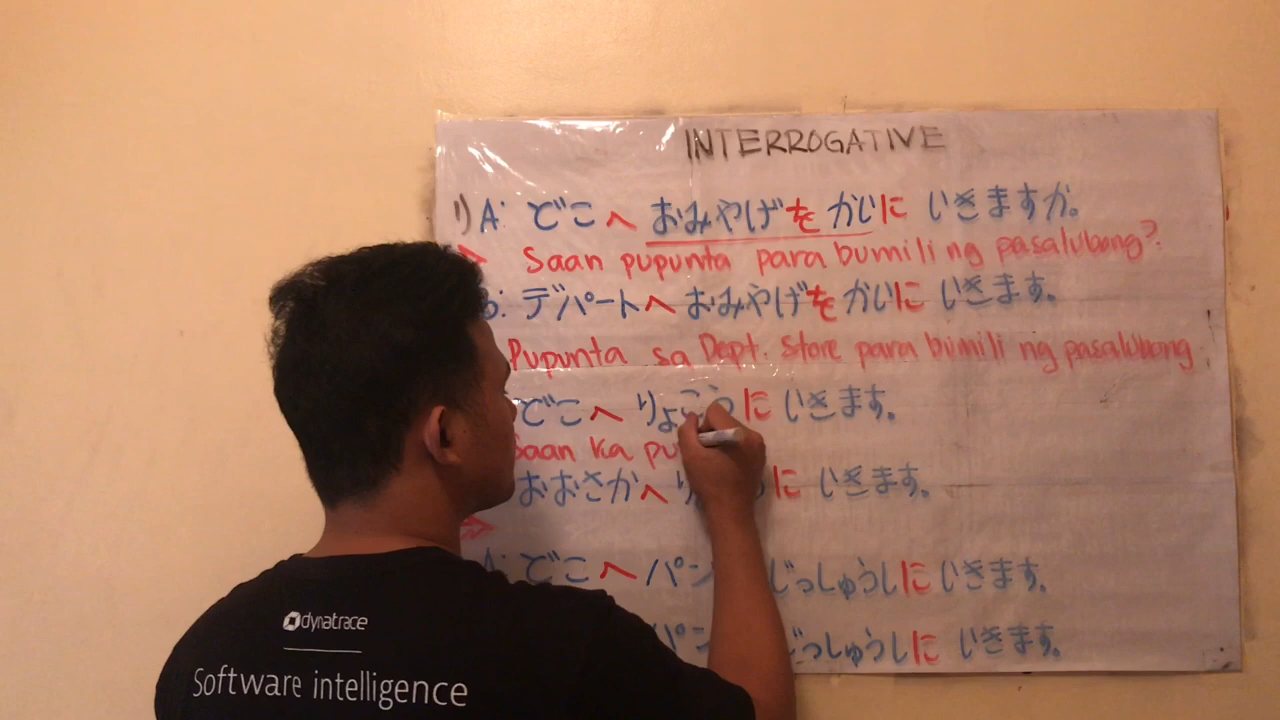 INTERROGATIVE
1) A: どこへ おみやげを かいに いきますか。
Saan pupunta para bumili ng pasalubong?
B: デパートへ おみやげを かいに いきます。
Pupunta sa Dept. Store para bumili ng pasalubong.
どこへ りょこうに いきます。
Saan ka
おおさかへ に いきます。
A: どこへ じっしゅうしに いきます。
じっしゅうしに いきます。
dynatrace
Software intelligence